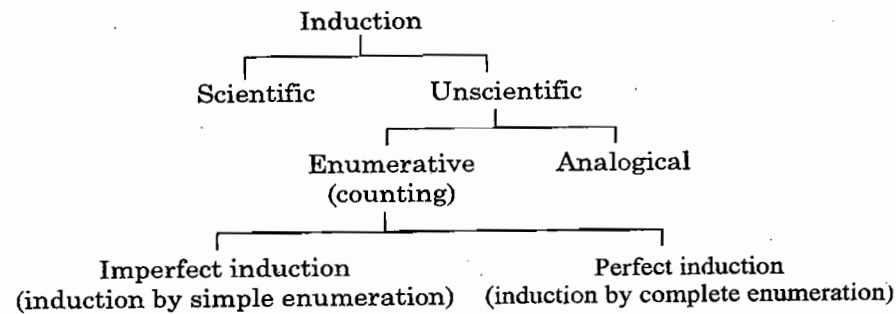 Induction
Scientific Unscientific
Enumerative Analogical
(counting)
Imperfect induction Perfect induction
(induction by simple enumeration) (induction by complete enumeration)